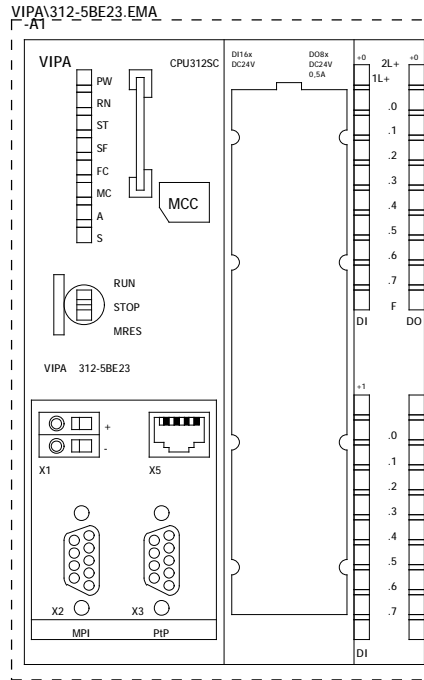 VIPA\312-5BE23.EMA
-A1
VIPA
CPU312SC
PW
RN
ST
SF
FC
MC
A
S
MCC
RUN
STOP
MRES
VIPA 312-5BE23
+
-
X1
X5
X2
X3
MPI
PtP
DI16x
DC24V
DO8x
DC24V
0,5A
+0
2L+
+0
1L+
.0
.1
.2
.3
.4
.5
.6
.7
F
DI
DO
+1
.0
.1
.2
.3
.4
.5
.6
.7
DI